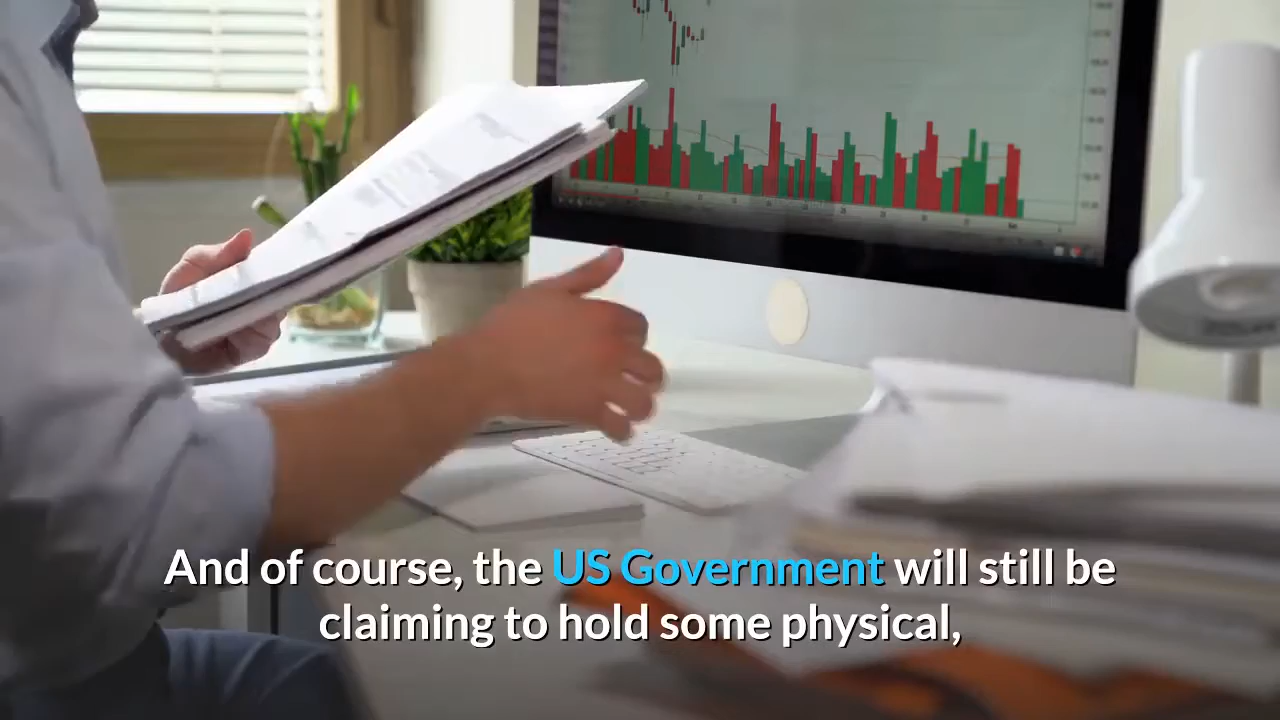 And of course, the US Government will still be
claiming to hold some physical,